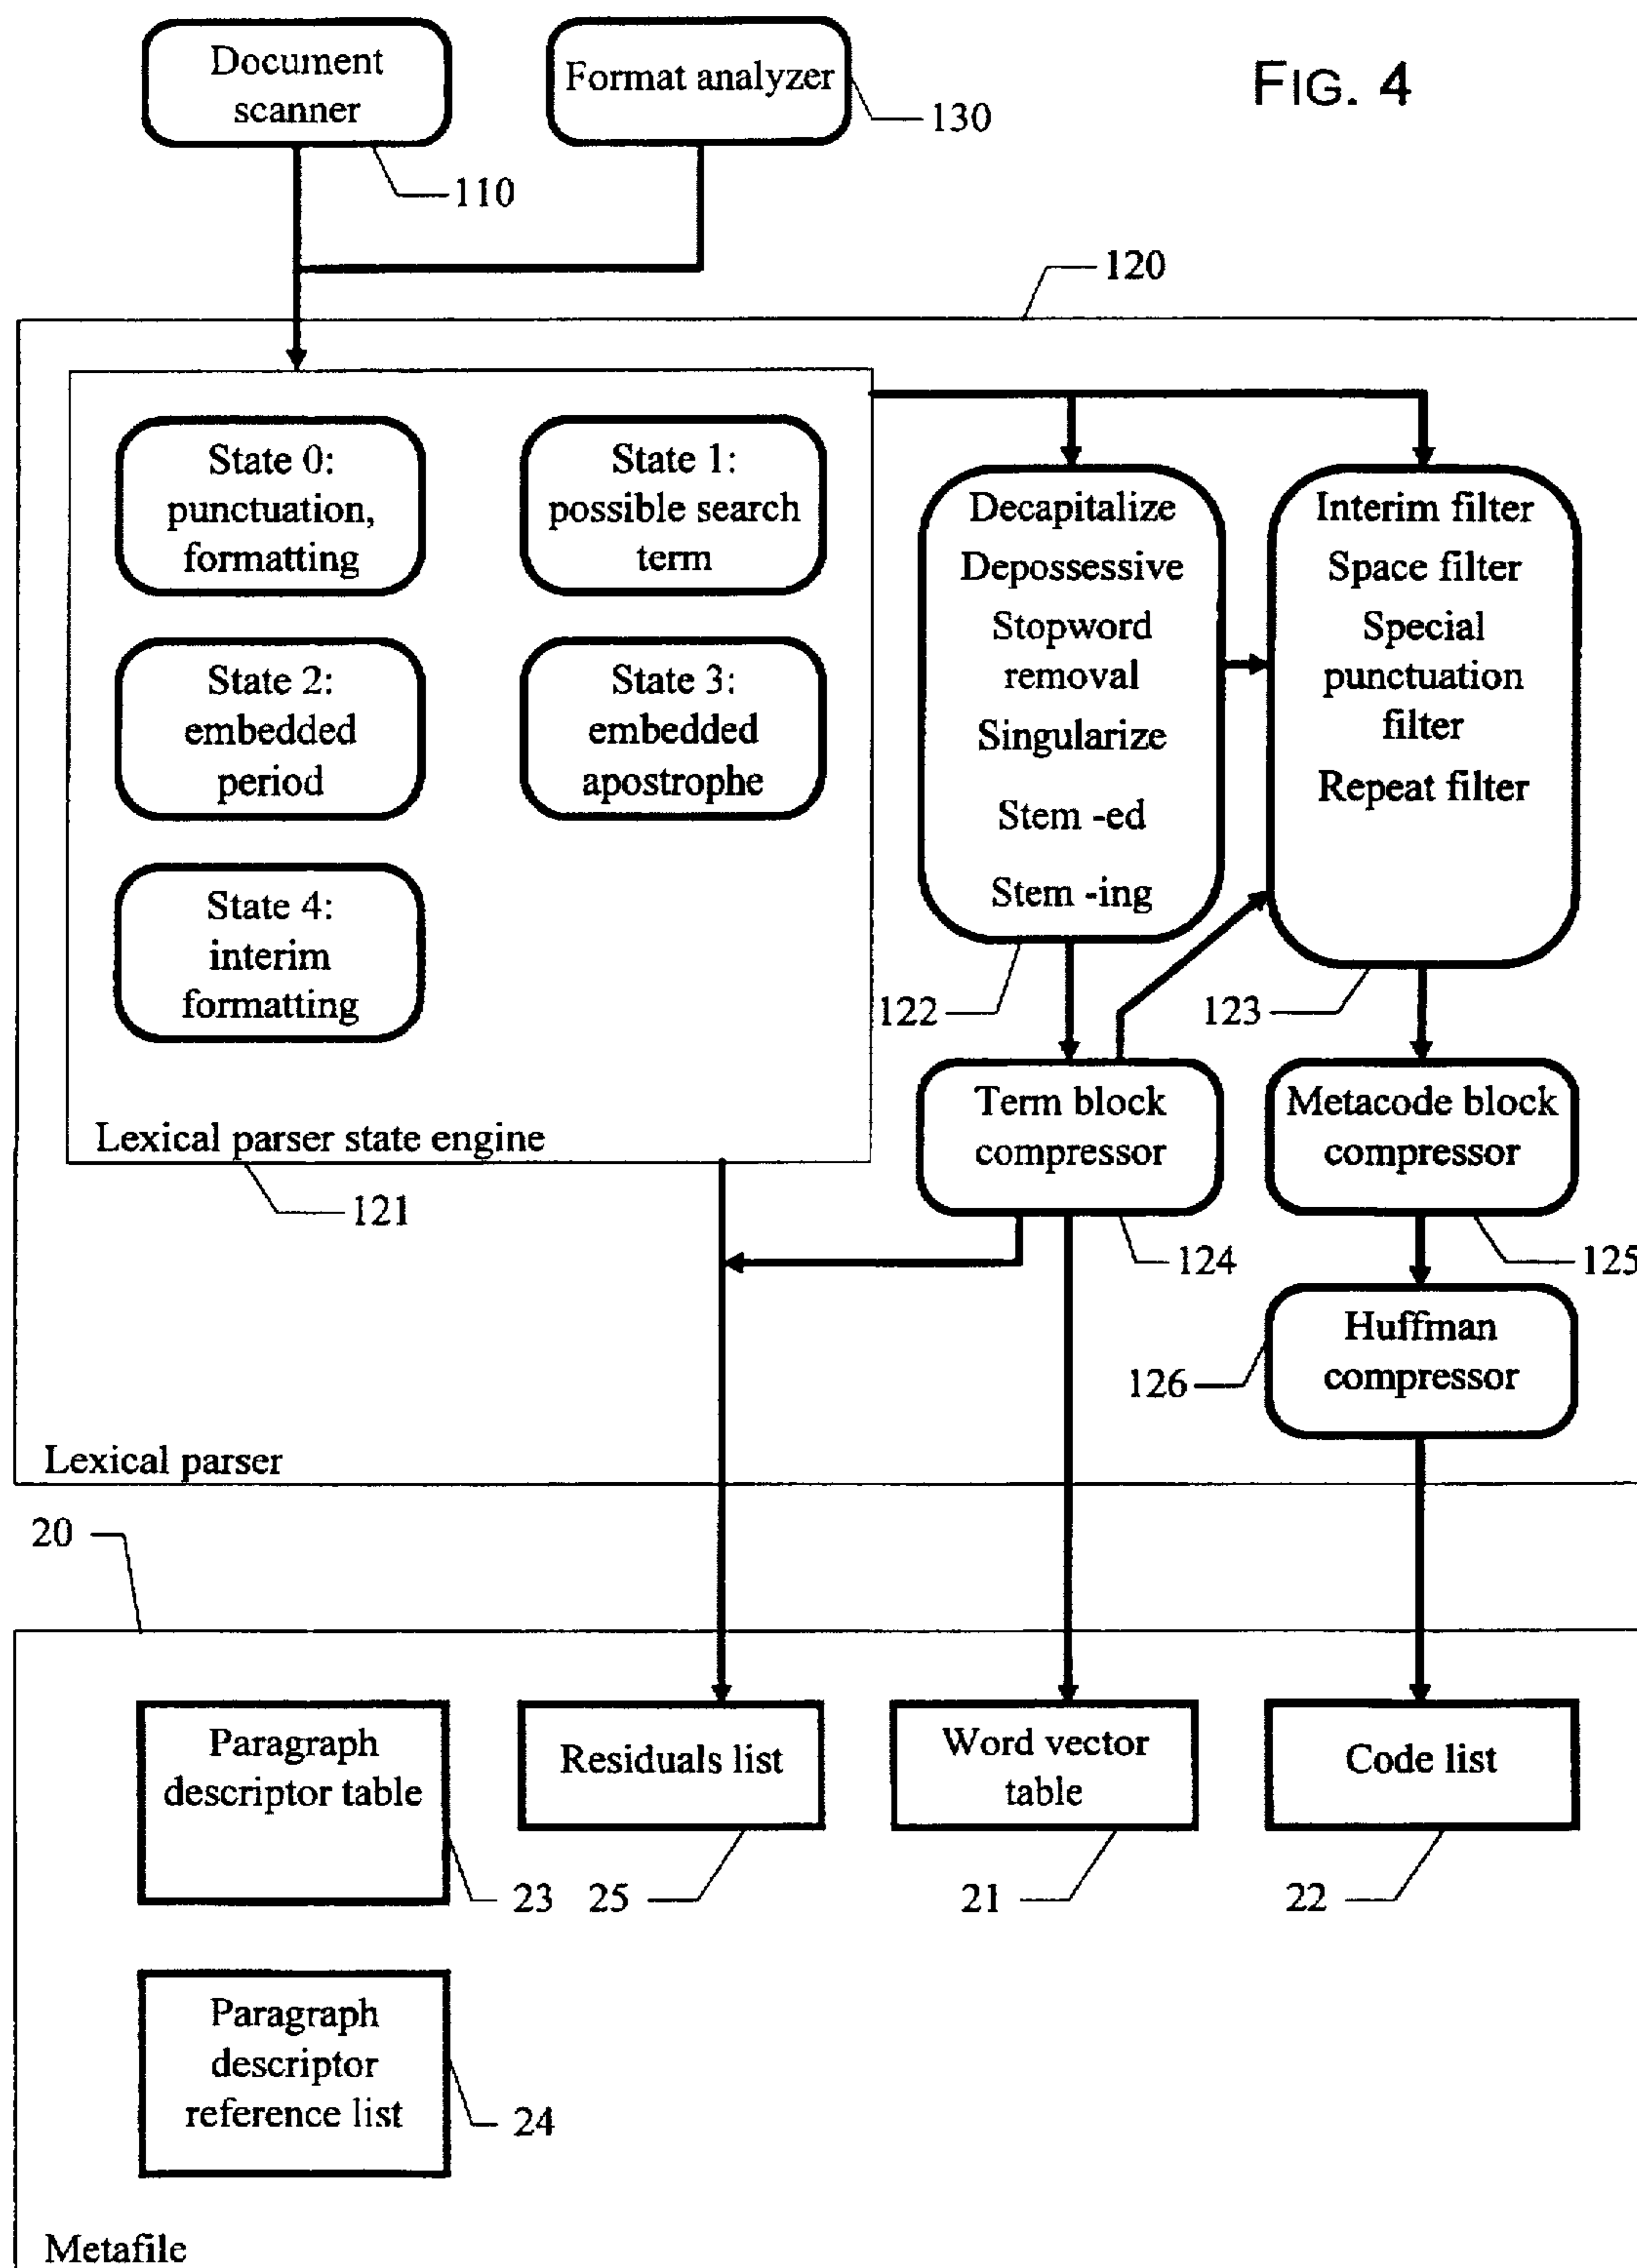 Document
scanner
Format analyzer
FIG. 4
130
110
120
State 0:
punctuation,
formatting
State 1:
possible search
term
State 2:
embedded
period
State 3:
embedded
apostrophe
State 4:
interim
formatting
Lexical parser state engine
121
Decapitalize
Depossessive
Stopword
removal
Singularize
Stem -ed
Stem -ing
122
Interim filter
Space filter
Special
punctuation
filter
Repeat filter
123
Term block
compressor
124
Metacode block
compressor
125
Huffman
compressor
126
Lexical parser
20
Paragraph
descriptor table
23
Residuals list
25
Word vector
table
21
Code list
22
Paragraph
descriptor
reference list
24
Metafile